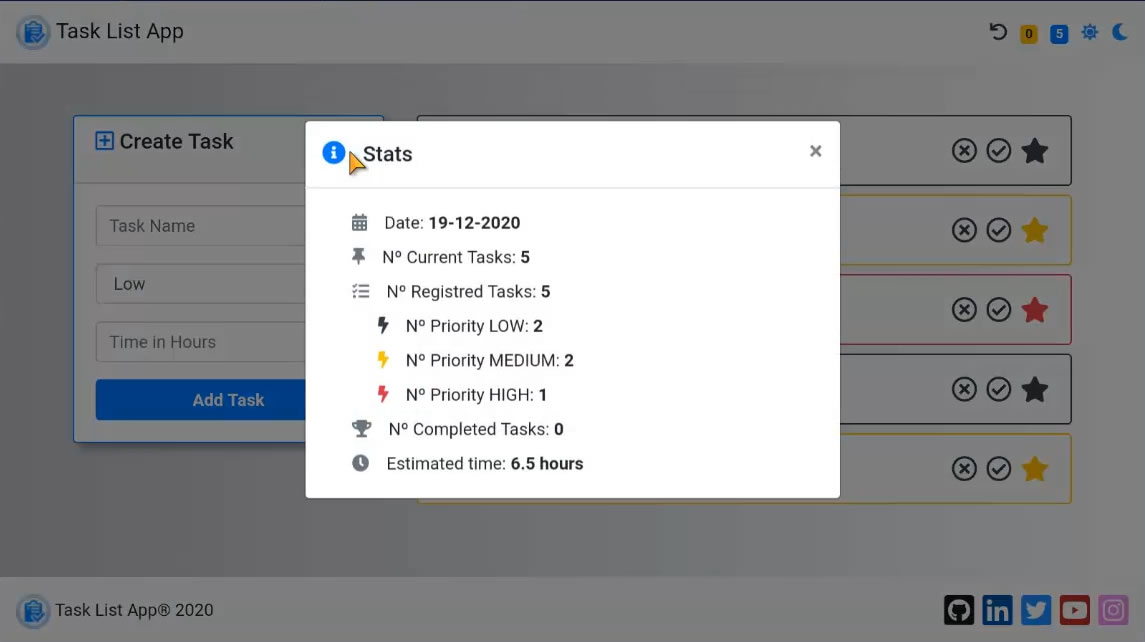 Task List App
0
5
Create Task
Task Name
Low
Time in Hours
Add Task
Stats
×
Date: 19-12-2020
Nº Current Tasks: 5
Nº Registred Tasks: 5
Nº Priority LOW: 2
Nº Priority MEDIUM: 2
Nº Priority HIGH: 1
Nº Completed Tasks: 0
Estimated time: 6.5 hours
Task List App® 2020